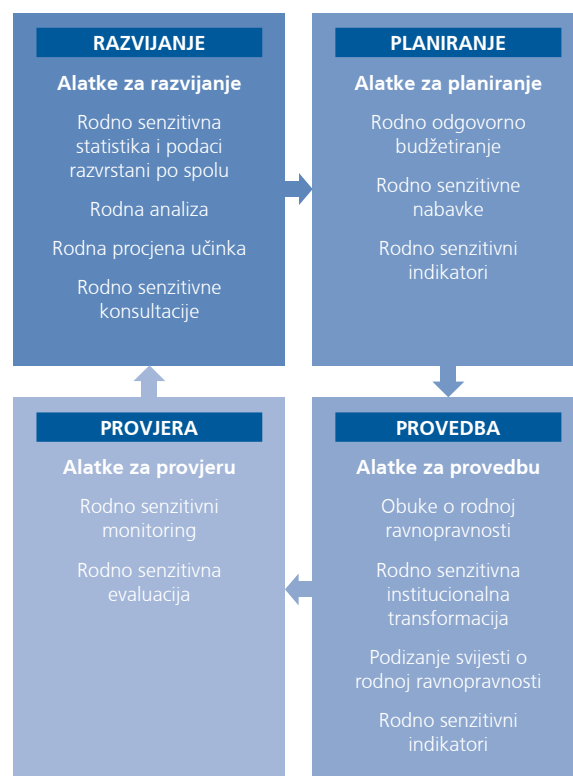 RAZVIJANJE
Alatke za razvijanje
Rodno senzitivna
statistika i podaci
razvrstani po spolu
Rodna analiza
Rodna procjena učinka
Rodno senzitivne
konsultacije
PLANIRANJE
Alatke za planiranje
Rodno odgovorno
budžetiranje
Rodno senzitivne
nabavke
Rodno senzitivni
indikatori
PROVJERA
Alatke za provjeru
Rodno senzitivni
monitoring
Rodno senzitivna
evaluacija
PROVEDBA
Alatke za provedbu
Obuke o rodnoj
ravnopravnosti
Rodno senzitivna
institucionalna
transformacija
Podizanje svijesti o
rodnoj ravnopravnosti
Rodno senzitivni
indikatori